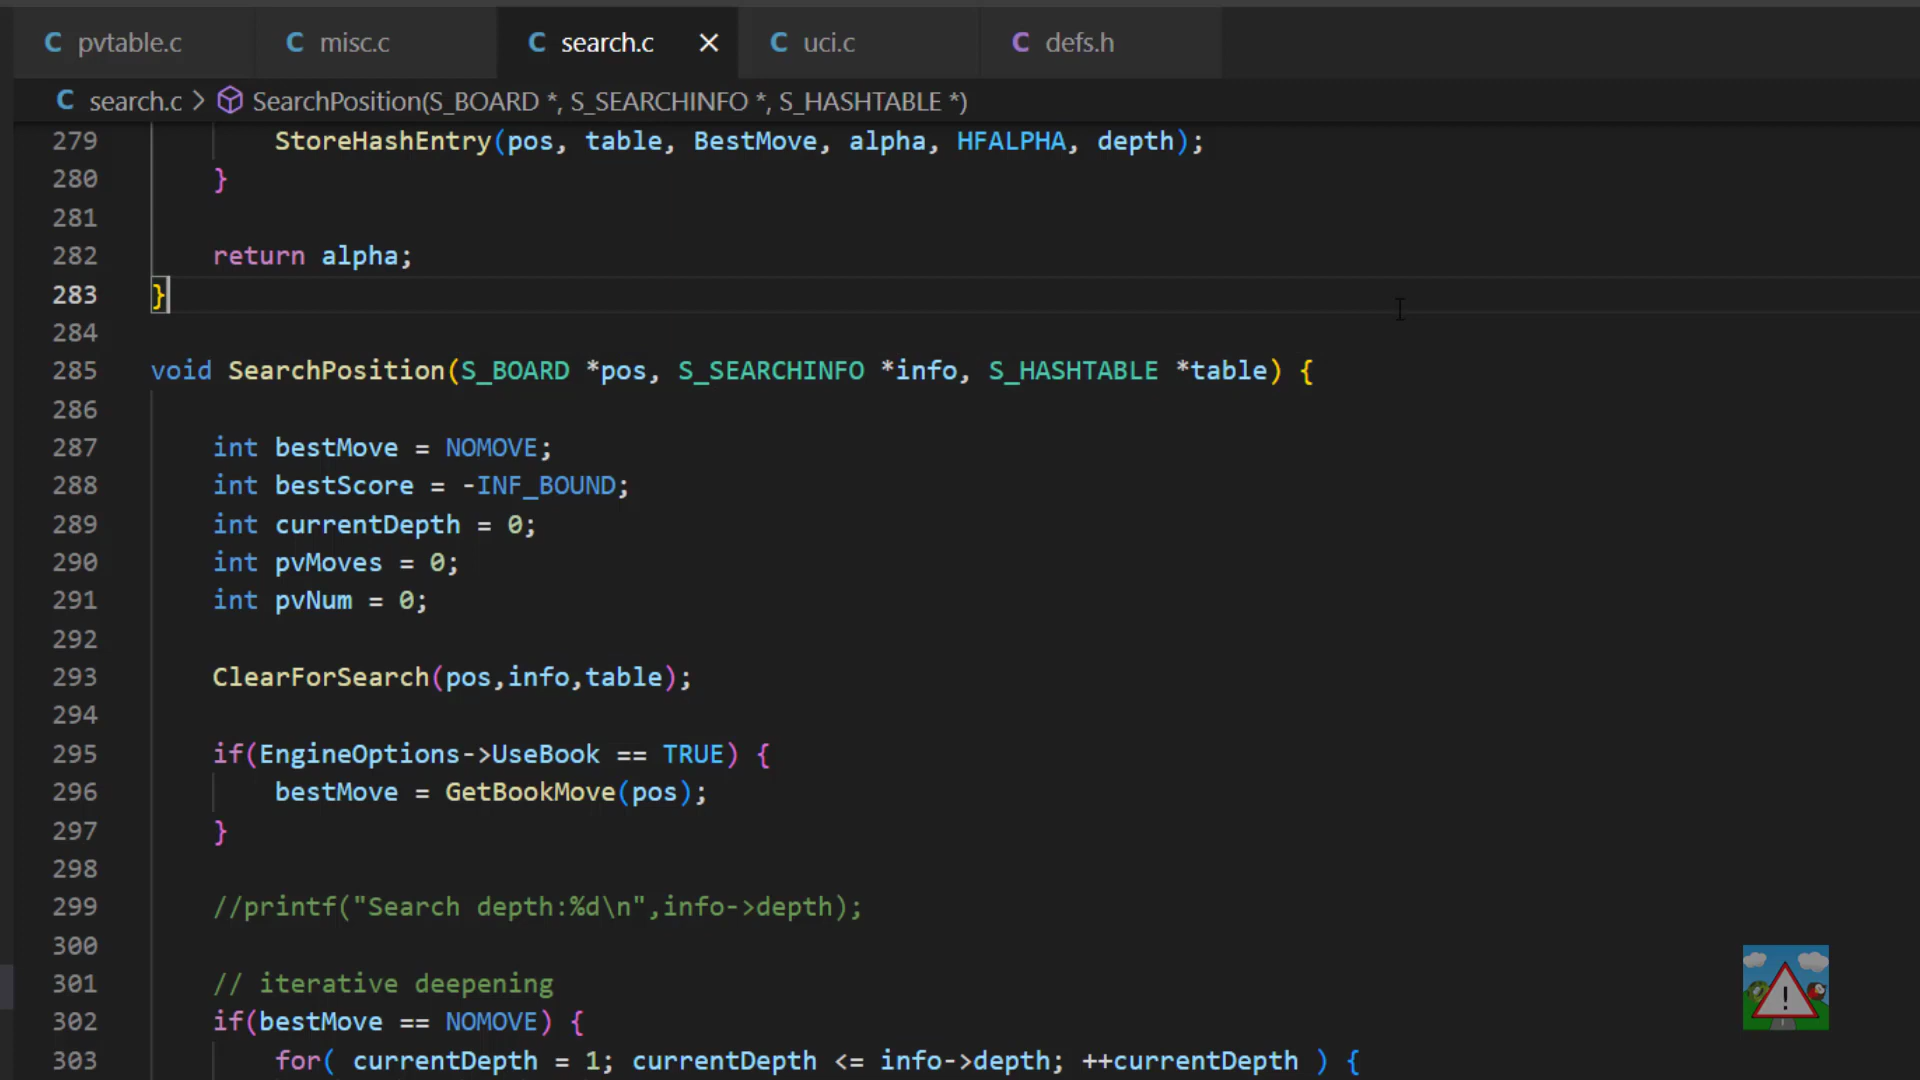 C pvtable.c C misc.c C search.c × C uci.c C defs.h
C search.c > SearchPosition(S_BOARD *, S_SEARCHINFO *, S_HASHTABLE *)
279 StoreHashEntry(pos, table, BestMove, alpha, HFALPHA, depth);
280 }
281
282 return alpha;
283 }
284
285 void SearchPosition(S_BOARD *pos, S_SEARCHINFO *info, S_HASHTABLE *table) {
286
287 int bestMove = NOMOVE;
288 int bestScore = -INF_BOUND;
289 int currentDepth = 0;
290 int pvMoves = 0;
291 int pvNum = 0;
292
293 ClearForSearch(pos,info,table);
294
295 if(EngineOptions->UseBook == TRUE) {
296 bestMove = GetBookMove(pos);
297 }
298
299 //printf("Search depth:%d\n",info->depth);
300
301 // iterative deepening
302 if(bestMove == NOMOVE) {
303 for( currentDepth = 1; currentDepth <= info->depth; ++currentDepth ) {
!